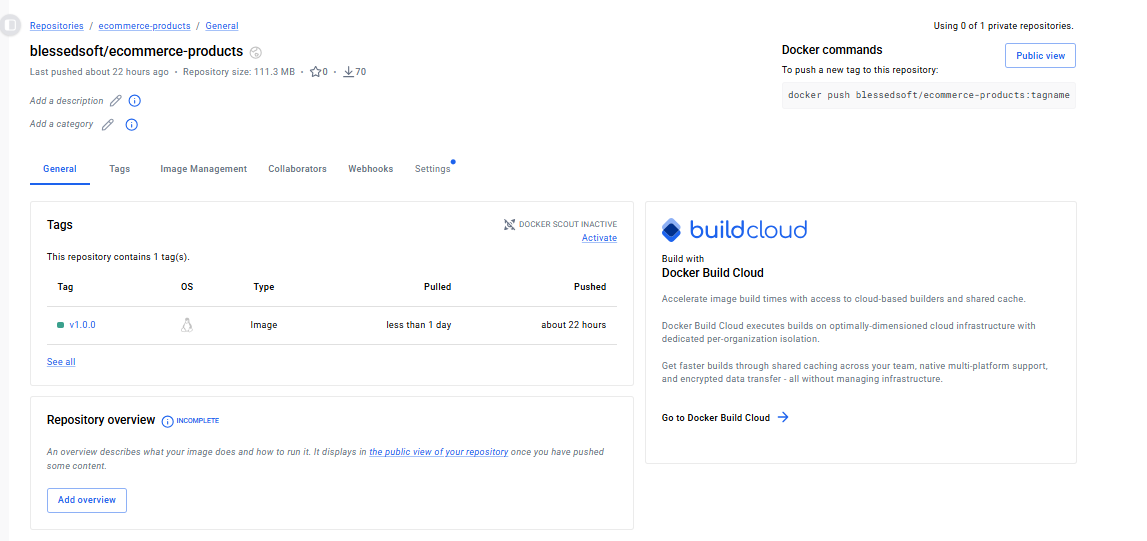 Repositories / ecommerce-products / General
Using 0 of 1 private repositories.
blessedsoft/ecommerce-products
Last pushed about 22 hours ago • Repository size: 111.3 MB • 0 • 70
Add a description
Add a category
Docker commands
Public view
To push a new tag to this repository:
docker push blessedsoft/ecommerce-products:tagname
General Tags Image Management Collaborators Webhooks Settings
Tags
DOCKER SCOUT INACTIVE
Activate
This repository contains 1 tag(s).
Tag OS Type Pulled Pushed
v1.0.0 Image less than 1 day about 22 hours
See all
Repository overview INCOMPLETE
An overview describes what your image does and how to run it. It displays in the public view of your repository once you have pushed
some content.
Add overview
buildcloud
Build with
Docker Build Cloud
Accelerate image build times with access to cloud-based builders and shared cache.
Docker Build Cloud executes builds on optimally-dimensioned cloud infrastructure with
dedicated per-organization isolation.
Get faster builds through shared caching across your team, native multi-platform support,
and encrypted data transfer - all without managing infrastructure.
Go to Docker Build Cloud